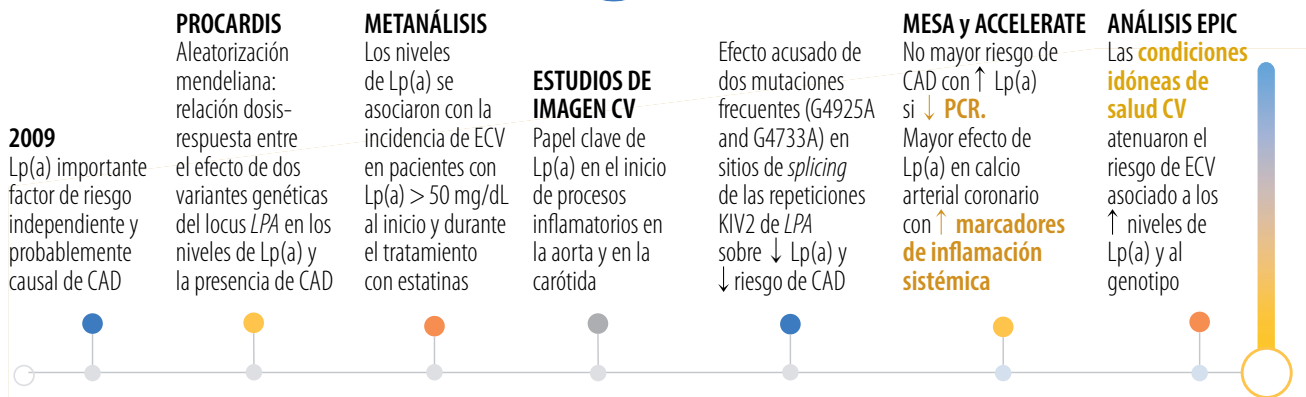 2009
Lp(a) importante
factor de riesgo
independiente y
probablemente
causal de CAD
PROCARDIS
Aleatorización
mendeliana:
relación dosis-
respuesta entre
el efecto de dos
variantes genéticas
del locus LPA en los
niveles de Lp(a) y
la presencia de CAD
METANÁLISIS
Los niveles
de Lp(a) se
asociaron con la
incidencia de ECV
en pacientes con
Lp(a) > 50 mg/dL
al inicio y durante
el tratamiento
con estatinas
ESTUDIOS DE
IMAGEN CV
Papel clave de
Lp(a) en el inicio
de procesos
inflamatorios en
la aorta y en la
carótida
Efecto acusado de
dos mutaciones
frecuentes (G4925A
and G4733A) en
sitios de splicing
de las repeticiones
KIV2 de LPA
sobre ↓ Lp(a) y
↓ riesgo de CAD
MESA y ACCELERATE
No mayor riesgo de
CAD con ↑ Lp(a)
si ↓ PCR.
Mayor efecto de
Lp(a) en calcio
arterial coronario
con ↑ marcadores
de inflamación
sistémica
ANÁLISIS EPIC
Las condiciones
idóneas de
salud CV
atenuaron el
riesgo de ECV
asociado a los
↑ niveles de
Lp(a) y al
genotipo